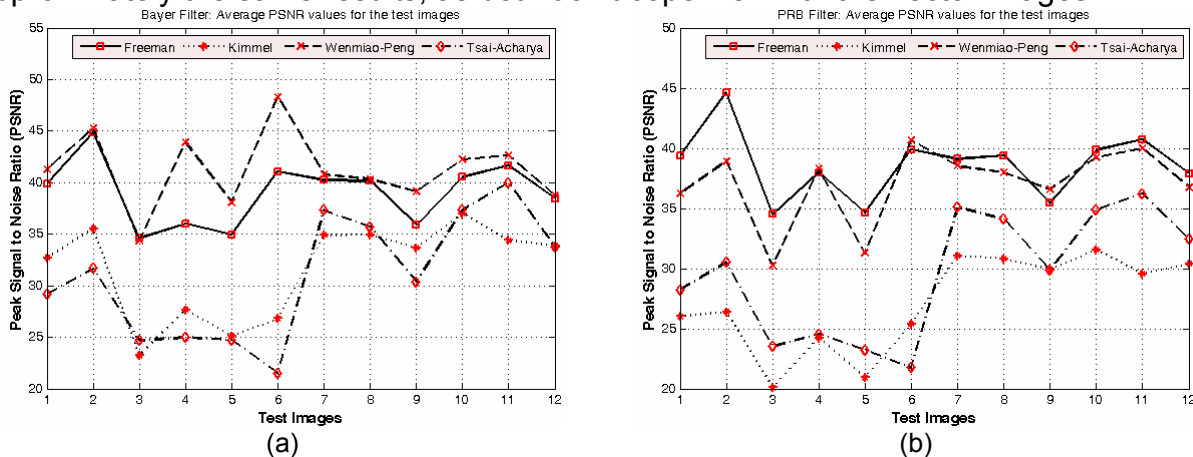 Bayer Filter: Average PSNR values for the test images
Freeman Kimmel Wenmiao-Peng Tsai-Acharya
Peak Signal to Noise Ratio (PSNR)
55
50
45
40
35
30
25
20
1 2 3 4 5 6 7 8 9 10 11 12
Test Images
(a)
PRB Filter: Average PSNR values for the test images
Freeman Kimmel Wenmiao-Peng Tsai-Acharya
Peak Signal to Noise Ratio (PSNR)
50
45
40
35
30
25
20
1 2 3 4 5 6 7 8 9 10 11 12
Test Images
(b)